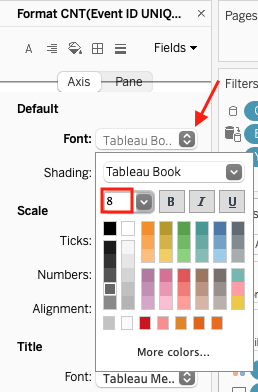 Format CNT(Event ID UNIQ...
Pages
A
Fields
Axis
Pane
Filters
Default
Font:
Tableau Bo..
Shading:
Tableau Book
8
B
I
U
Scale
Ticks:
Numbers:
Alignment:
More colors...
Title
Font:
Tableau Me...